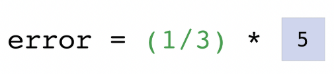 error = (1/3) * 5